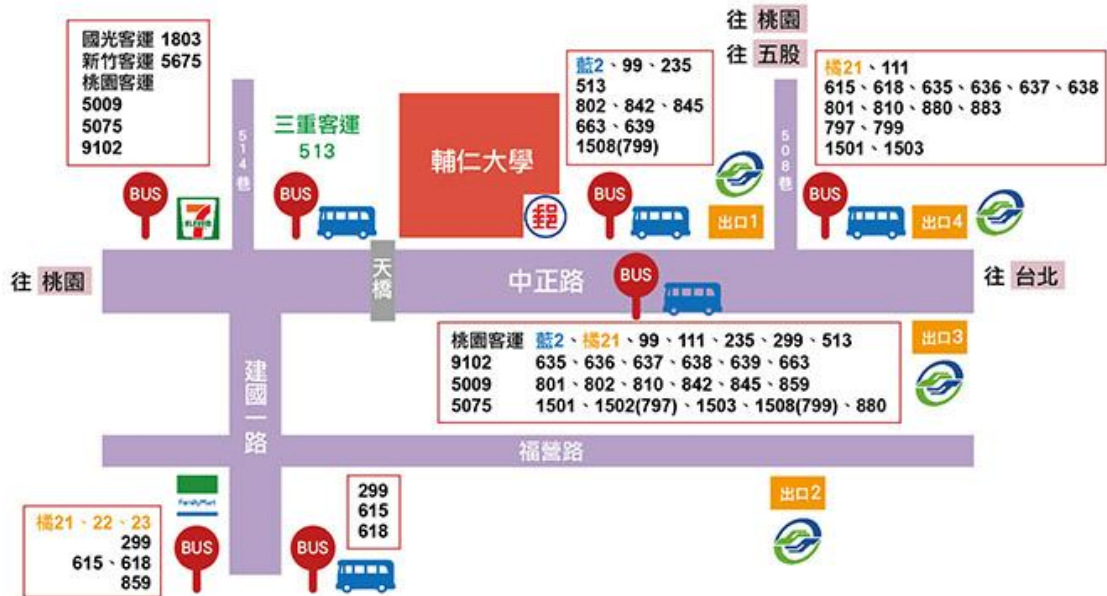 往 桃園
往 五股
國光客運 1803
新竹客運 5675
桃園客運
5009
5075
9102
BUS
7
ELEVEN
514巷
三重客運
513
BUS
輔仁大學
郵
藍2、99、235
513
802、842、845
663、639
1508(799)
BUS
出口1
508巷
橘21、111
615、618、635、636、637、638
801、810、880、883
797、799
1501、1503
BUS
出口4
往 桃園
天橋
中正路
BUS
往 台北
桃園客運 藍2、橘21、99、111、235、299、513
9102 635、636、637、638、639、663
5009 801、802、810、842、845、859
5075 1501、1502(797)、1503、1508(799)、880
出口3
建國一路
福營路
FamilyMart
橘21、22、23
299
615、618
859
BUS
299
615
618
BUS
出口2